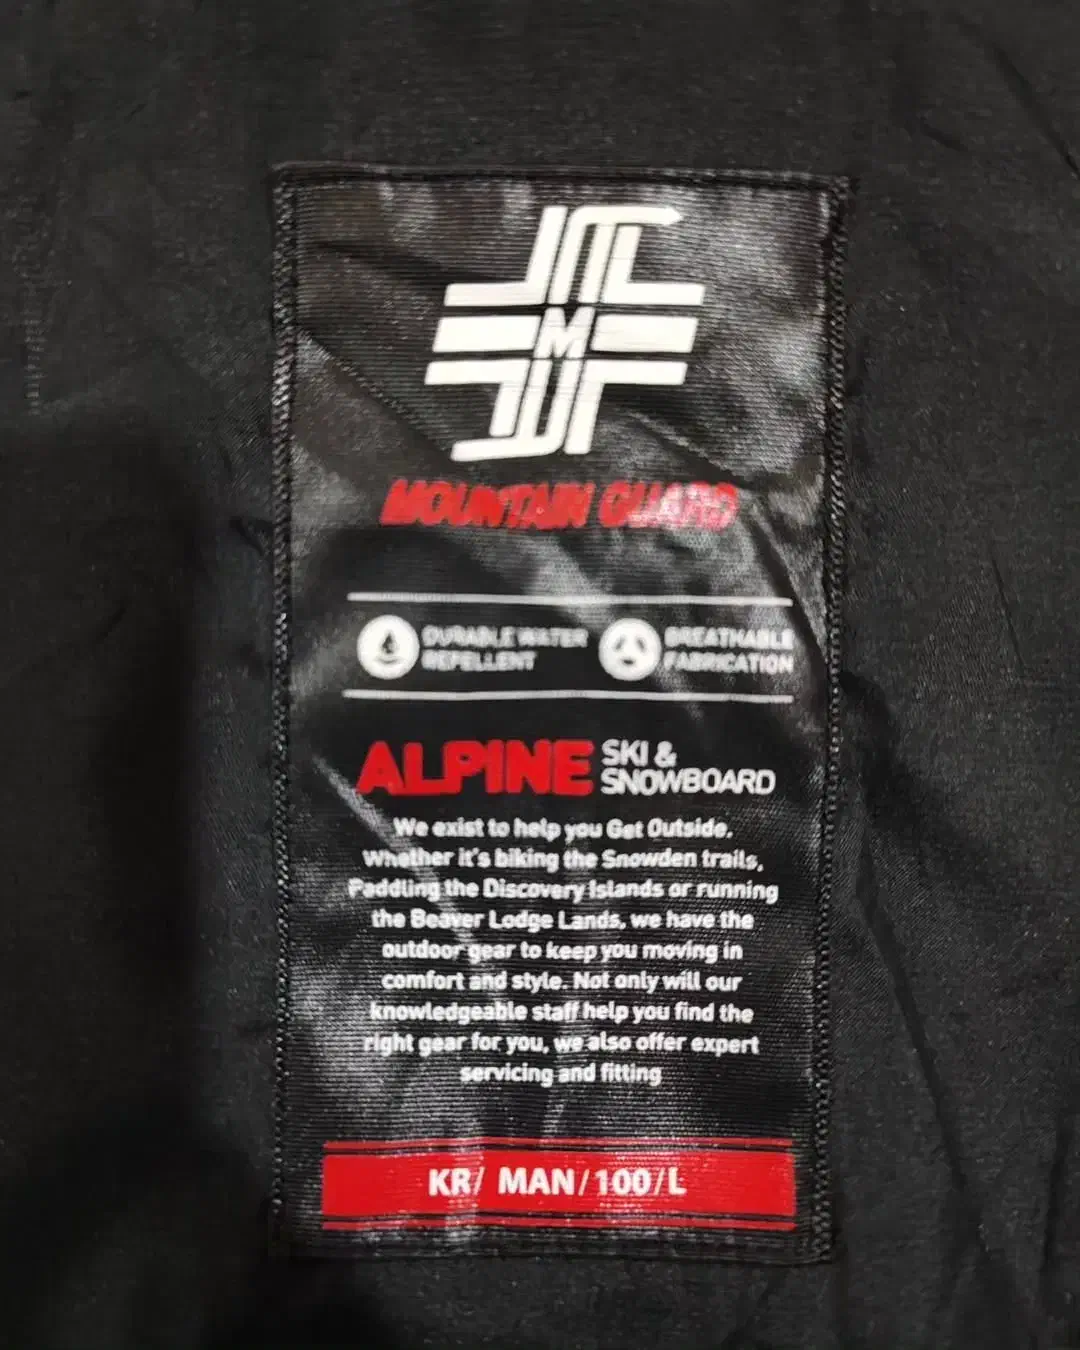 M
MOUNTAIN GUARD
DURABLE WATER
REPELLENT
BREATHABLE
FABRICATION
ALPINE SKI &
SNOWBOARD
We exist to help you Get Outside.
Whether it's biking the Snowden trails,
Paddling the Discovery Islands or running
the Beaver Lodge Lands, we have the
outdoor gear to keep you moving in
comfort and style. Not only will our
knowledgeable staff help you find the
right gear for you, we also offer expert
servicing and fitting
KR/ MAN/100/L